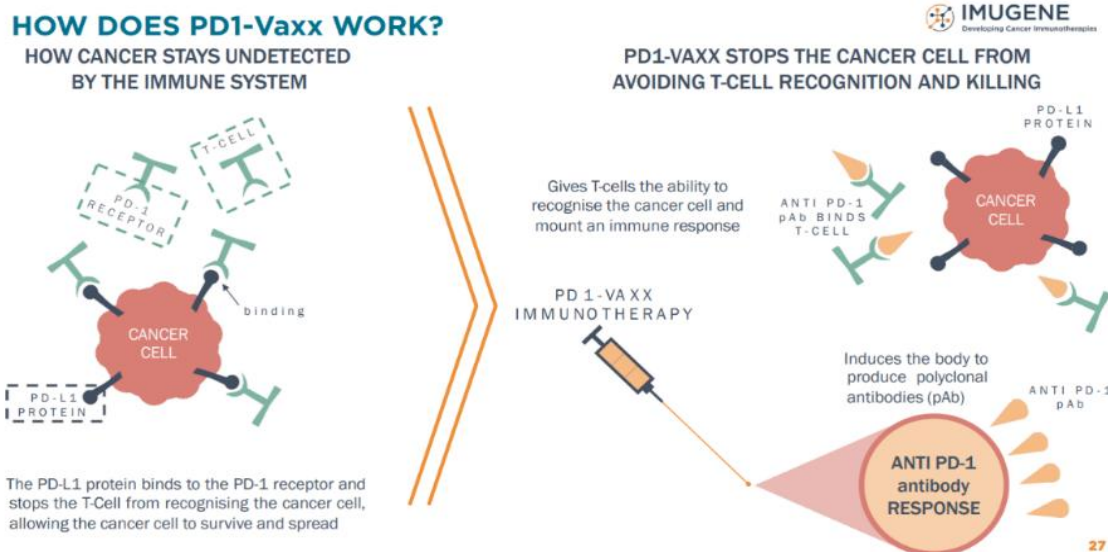 HOW DOES PD1-Vaxx WORK?
IMUGENE
Developing Cancer Immunotherapies
HOW CANCER STAYS UNDETECTED
BY THE IMMUNE SYSTEM
T-CELL
PD-1
RECEPTOR
binding
CANCER
CELL
PD-L1
PROTEIN
The PD-L1 protein binds to the PD-1 receptor and
stops the T-Cell from recognising the cancer cell,
allowing the cancer cell to survive and spread
PD1-VAXX STOPS THE CANCER CELL FROM
AVOIDING T-CELL RECOGNITION AND KILLING
PD-L1
PROTEIN
Gives T-cells the ability to
recognise the cancer cell and
mount an immune response
ANTI PD-1
pAb BINDS
T-CELL
CANCER
CELL
PD1-VAXX
IMMUNOTHERAPY
Induces the body to
produce polyclonal
antibodies (pAb)
ANTI PD-1
pAb
ANTI PD-1
antibody
RESPONSE
27